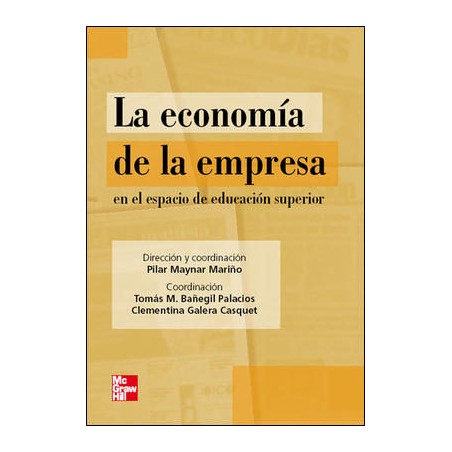 La economía
de la empresa
en el espacio de educación superior
Dirección y coordinación
Pilar Maynar Mariño
Coordinación
Tomás M. Bañegil Palacios
Clementina Galera Casquet
Mc
Graw
Hill